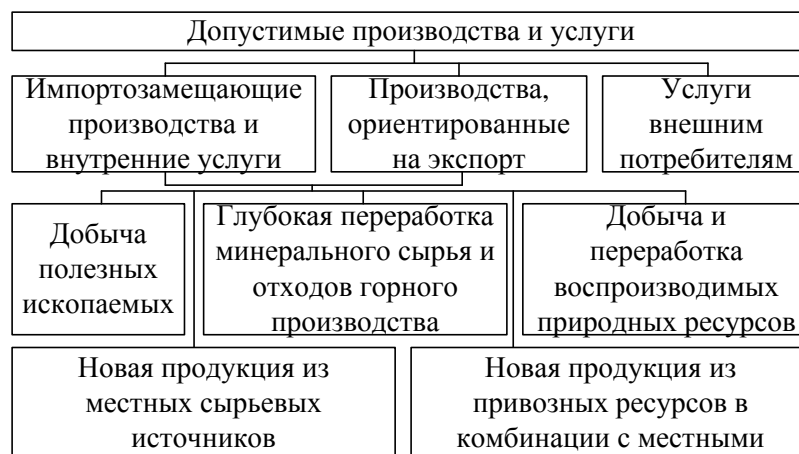 Допустимые производства и услуги
Импортозамещающие
производства и
внутренние услуги
Производства,
ориентированные
на экспорт
Услуги
внешним
потребителям
Добыча
полезных
ископаемых
Глубокая переработка
минерального сырья и
отходов горного
производства
Добыча и
переработка
воспроизводимых
природных ресурсов
Новая продукция из
местных сырьевых
источников
Новая продукция из
привозных ресурсов в
комбинации с местными